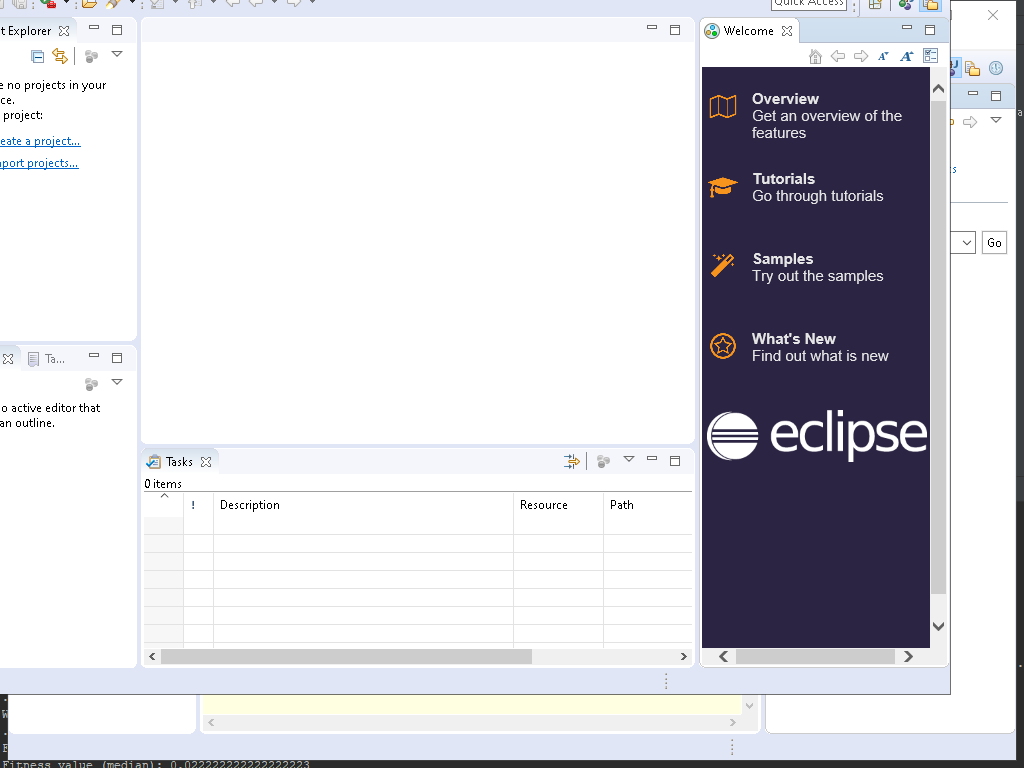 Quick Access
t Explorer
Welcome
e no projects in your
ce.
project:
eate a project...
port projects...
Overview
Get an overview of the
features
Tutorials
Go through tutorials
Samples
Try out the samples
What's New
Find out what is new
eclipse
Go
Ta...
o active editor that
an outline.
Tasks
0 items
! Description Resource Path
Fitness value (median): 0.022222222222222223